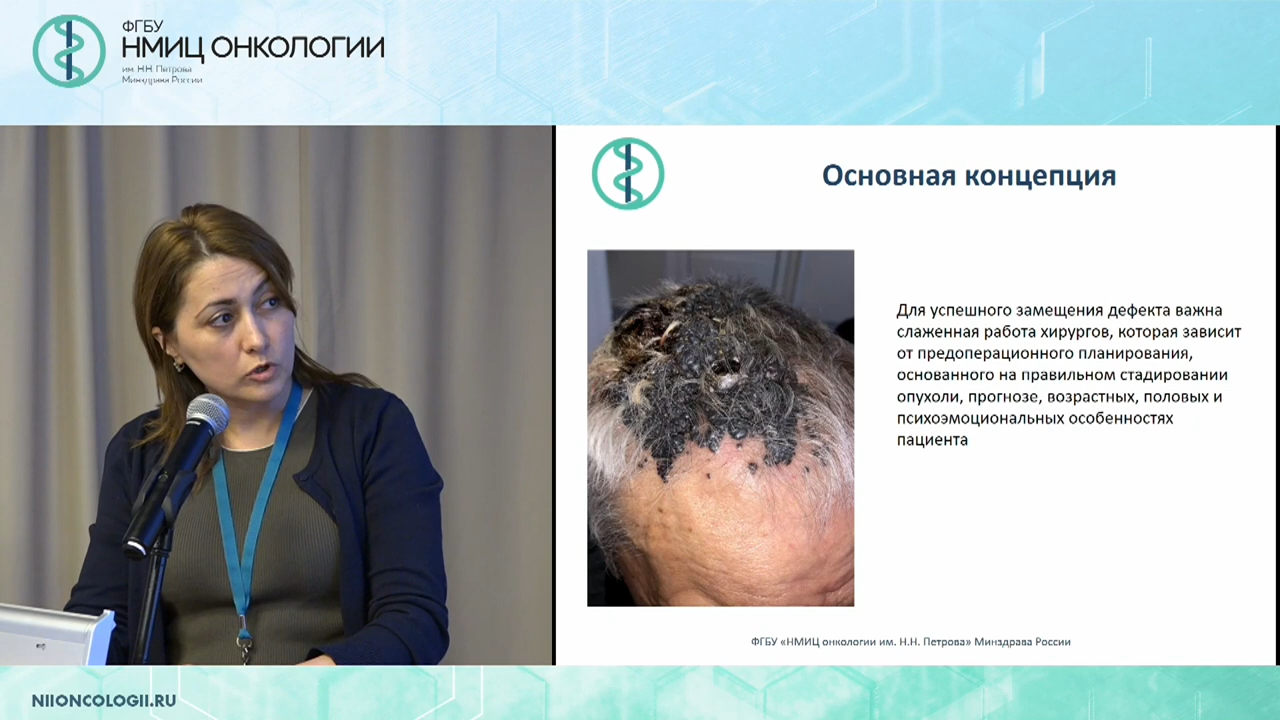 ФГБУ
НМИЦ ОНКОЛОГИИ
им. Н.Н. Петрова
Минздрава России
Основная концепция
Для успешного замещения дефекта важна
слаженная работа хирургов, которая зависит
от предоперационного планирования,
основанного на правильном стадировании
опухоли, прогнозе, возрастных, половых и
психоэмоциональных особенностях
пациента
ФГБУ «НМИЦ онкологии им. Н.Н. Петрова» Минздрава России
NIIONCOLOGII.RU